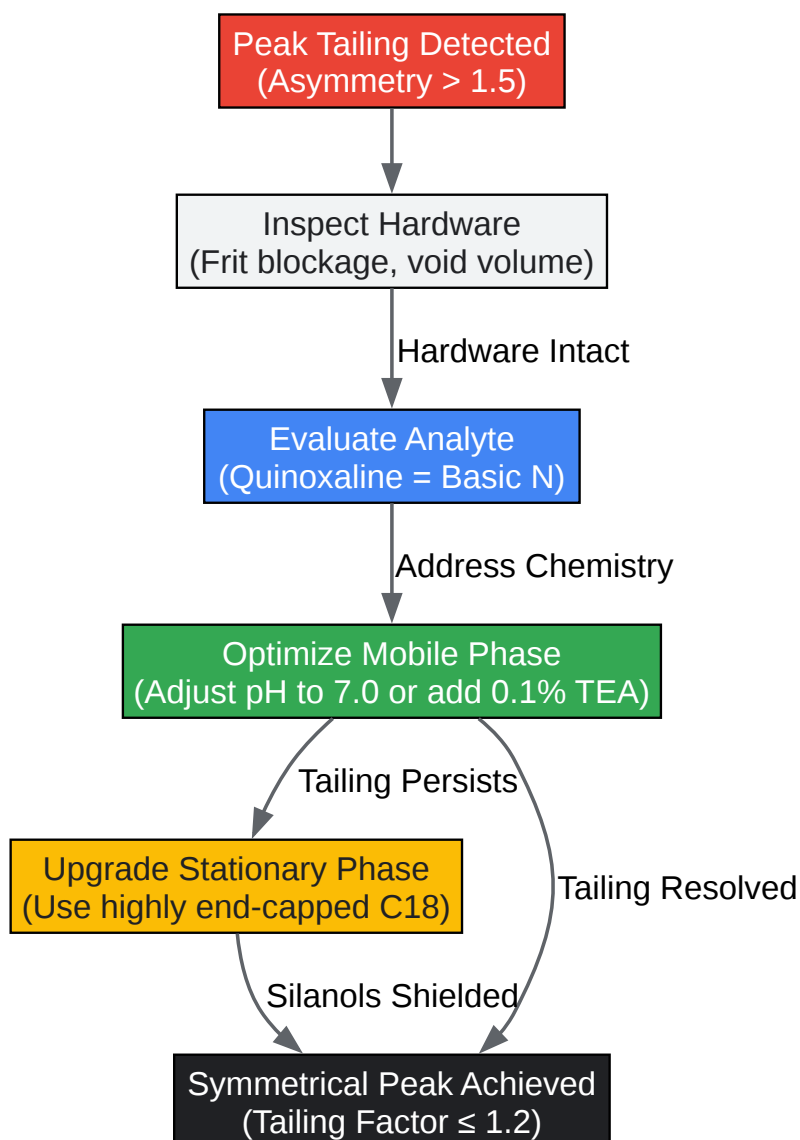 Peak Tailing Detected
(Asymmetry > 1.5)
Inspect Hardware
(Frit blockage, void volume)
Hardware Intact
Evaluate Analyte
(Quinoxaline = Basic N)
Address Chemistry
Optimize Mobile Phase
(Adjust pH to 7.0 or add 0.1% TEA)
Tailing Persists
Upgrade Stationary Phase
(Use highly end-capped C18)
Tailing Resolved
Silanols Shielded
Symmetrical Peak Achieved
(Tailing Factor ≤ 1.2)